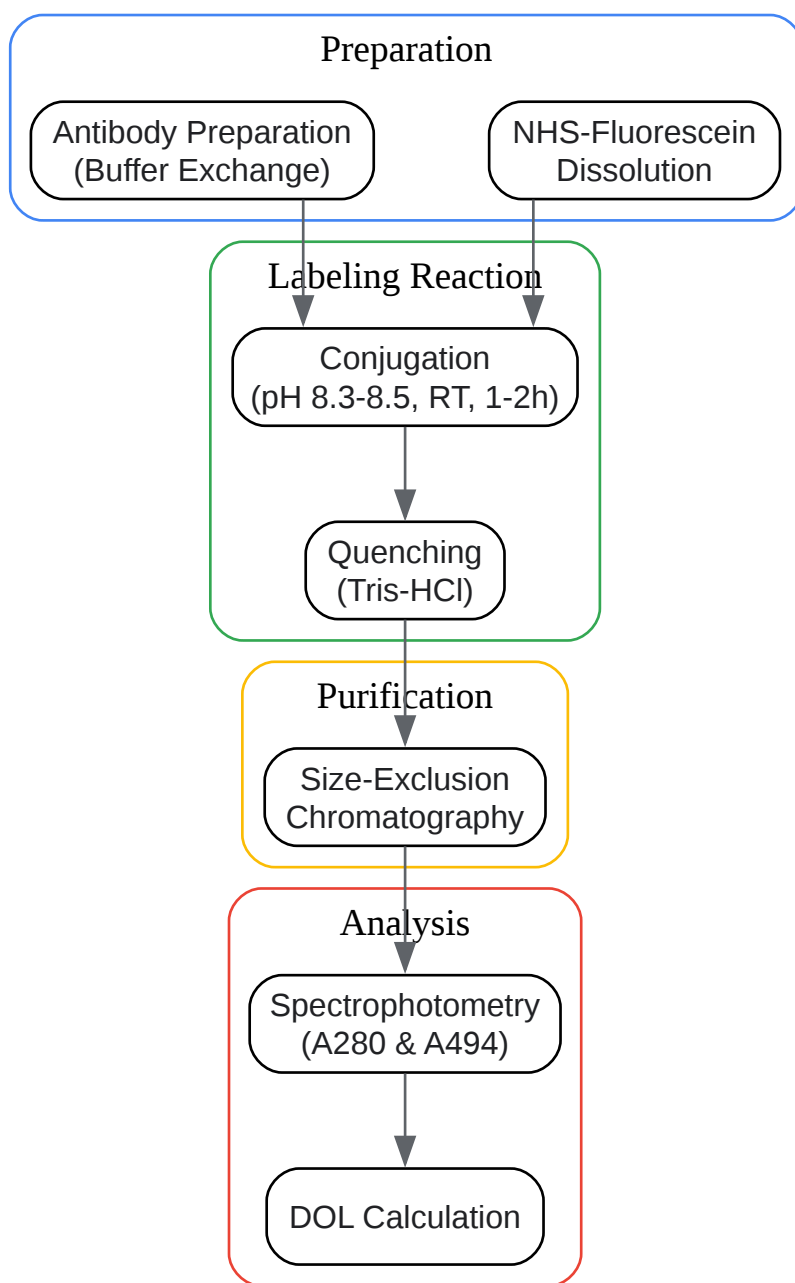 Preparation
Antibody Preparation
(Buffer Exchange)
NHS-Fluorescein
Dissolution
Labeling Reaction
Conjugation
(pH 8.3-8.5, RT, 1-2h)
Quenching
(Tris-HCl)
Purification
Size-Exclusion
Chromatography
Analysis
Spectrophotometry
(A280 & A494)
DOL Calculation